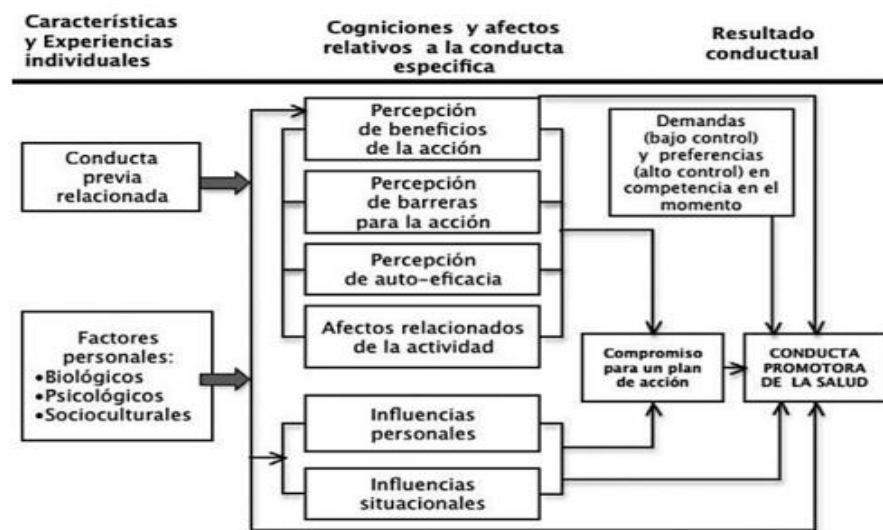 Características
y Experiencias
individuales
Cogniciones y afectos
relativos a la conducta
especifica
Resultado
conductual
Conducta
previa
relacionada
Factores
personales:
•Biológicos
•Psicológicos
•Socioculturales
Percepción
de beneficios
de la acción
Percepción
de barreras
para la acción
Percepción
de auto-eficacia
Afectos relacionados
de la actividad
Influencias
personales
Influencias
situacionales
Demandas
(bajo control)
y preferencias
(alto control) en
competencia en el
momento
Compromiso
para un plan
de acción
CONDUCTA
PROMOTORA
DE LA SALUD